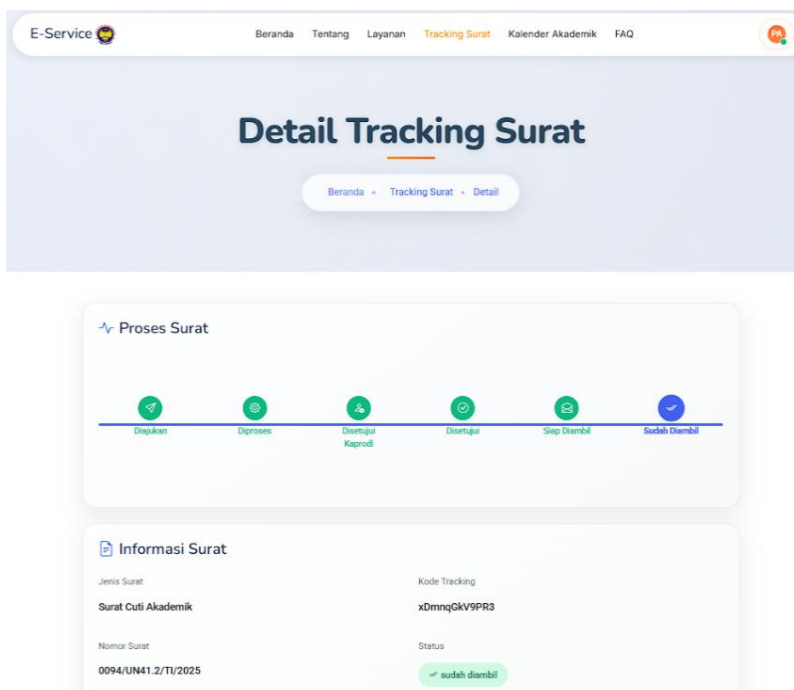 E-Service
Beranda Tentang Layanan Tracking Surat Kalender Akademik FAQ
PA
Detail Tracking Surat
Beranda Tracking Surat Detail
Proses Surat
Diajukan Diproses Disetujui Kaprodi Disetujui Siap Diambil Sudah Diambil
Informasi Surat
Jenis Surat Kode Tracking
Surat Cuti Akademik xDmnqGkV9PR3
Nomor Surat Status
0094/UN41.2/TI/2025 sudah diambil